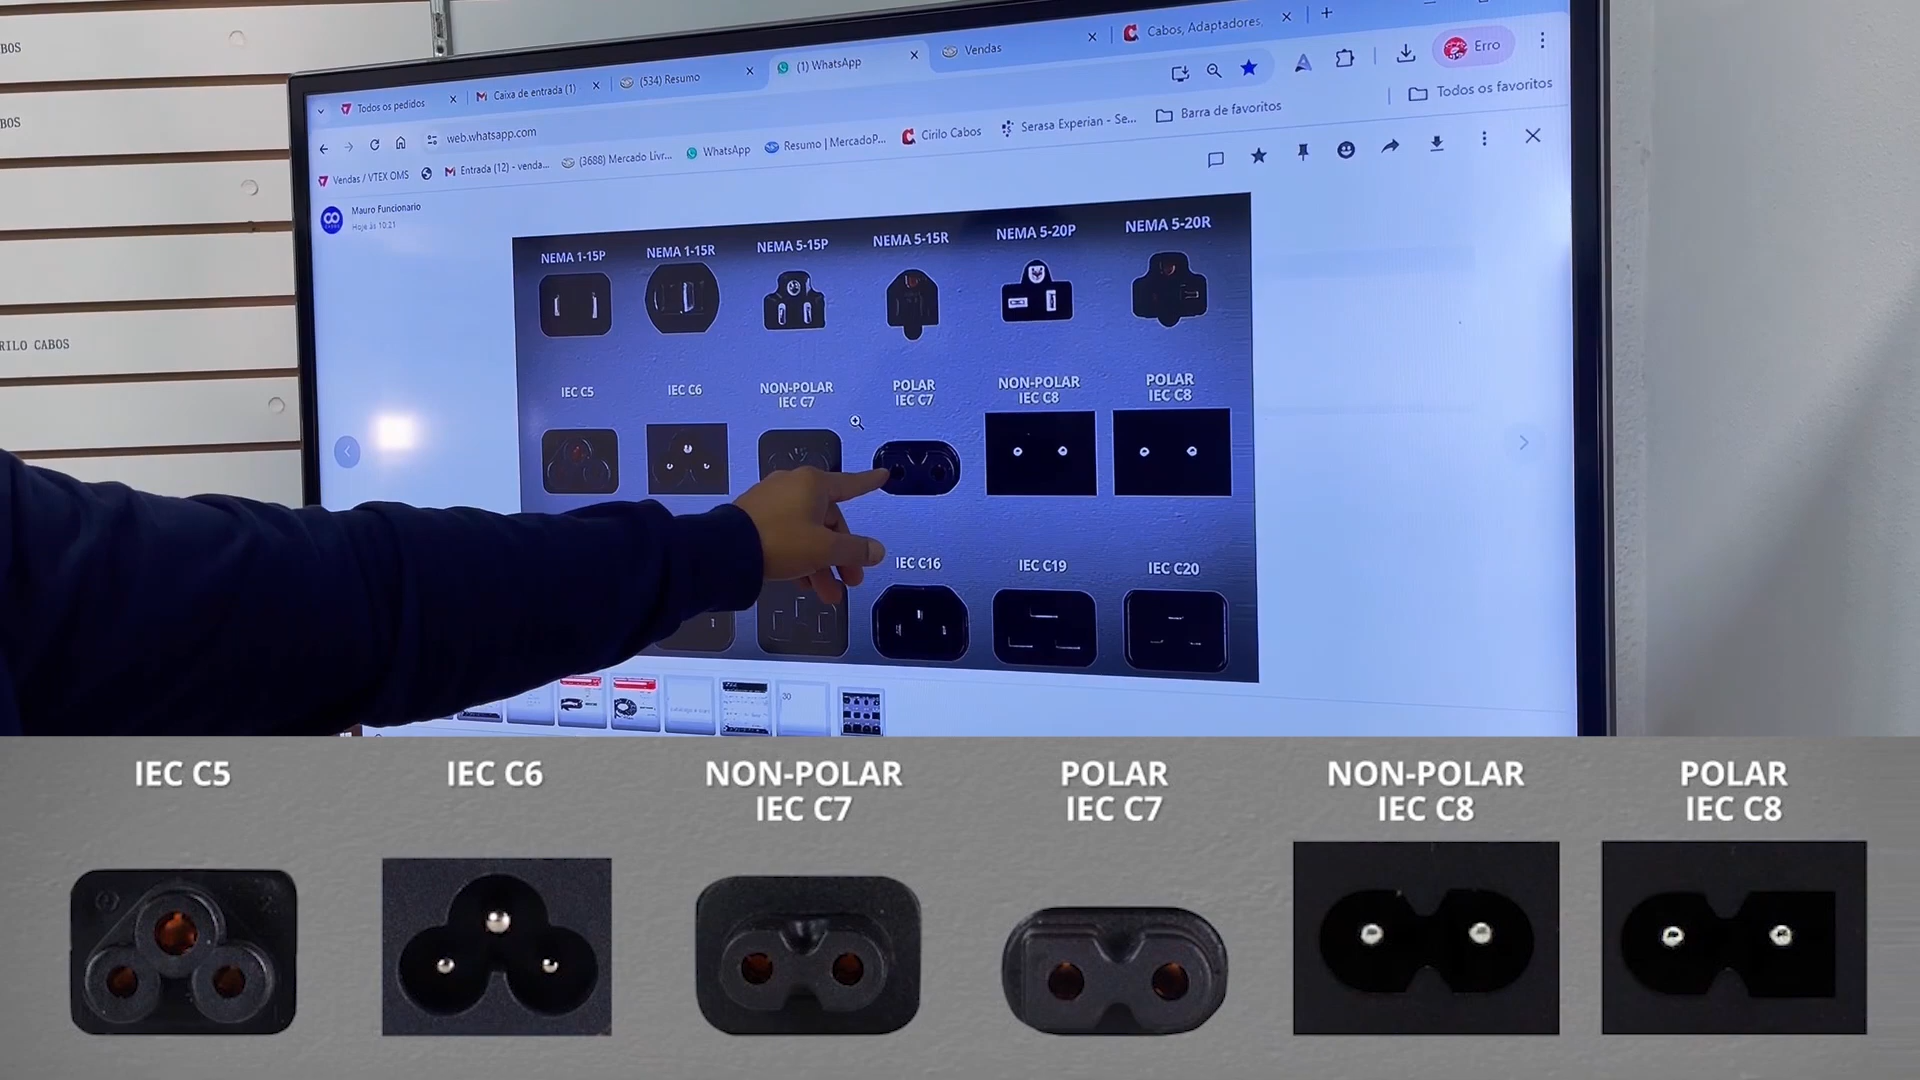 BOS
BOS
RILO CABOS
Todos os pedidos
Caixa de entrada (1)
(534) Resumo
(1) WhatsApp
Vendas
Cabos, Adaptadores,
web.whatsapp.com
Erro
Vendas / VTEX OMS
Entrada (12) - venda...
(3688) Mercado Livr...
WhatsApp
Resumo | MercadoP...
Cirilo Cabos
Serasa Experian - Se...
Barra de favoritos
Todos os favoritos
Mauro Funcionario
Hoje às 10:21
NEMA 1-15P
NEMA 1-15R
NEMA 5-15P
NEMA 5-15R
NEMA 5-20P
NEMA 5-20R
IEC C5
IEC C6
NON-POLAR
IEC C7
POLAR
IEC C7
NON-POLAR
IEC C8
POLAR
IEC C8
IEC C16
IEC C19
IEC C20
30
IEC C5
IEC C6
NON-POLAR
IEC C7
POLAR
IEC C7
NON-POLAR
IEC C8
POLAR
IEC C8